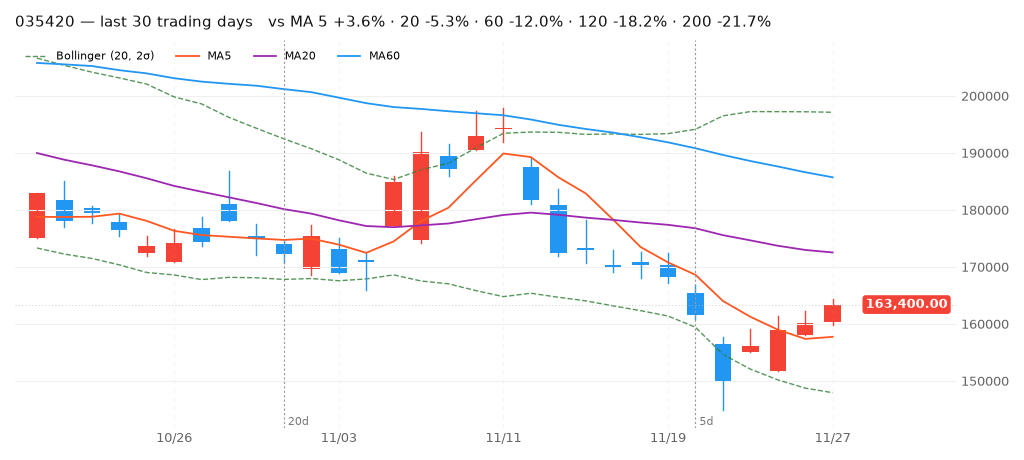 035420 — last 30 trading days   vs MA 5 +3.6% · 20 -5.3% · 60 -12.0% · 120 -18.2% · 200 -21.7%
Bollinger (20, 2σ) MA5 MA20 MA60
200000
190000
180000
170000
163,400.00
160000
150000
20d 5d
10/26 11/03 11/11 11/19 11/27